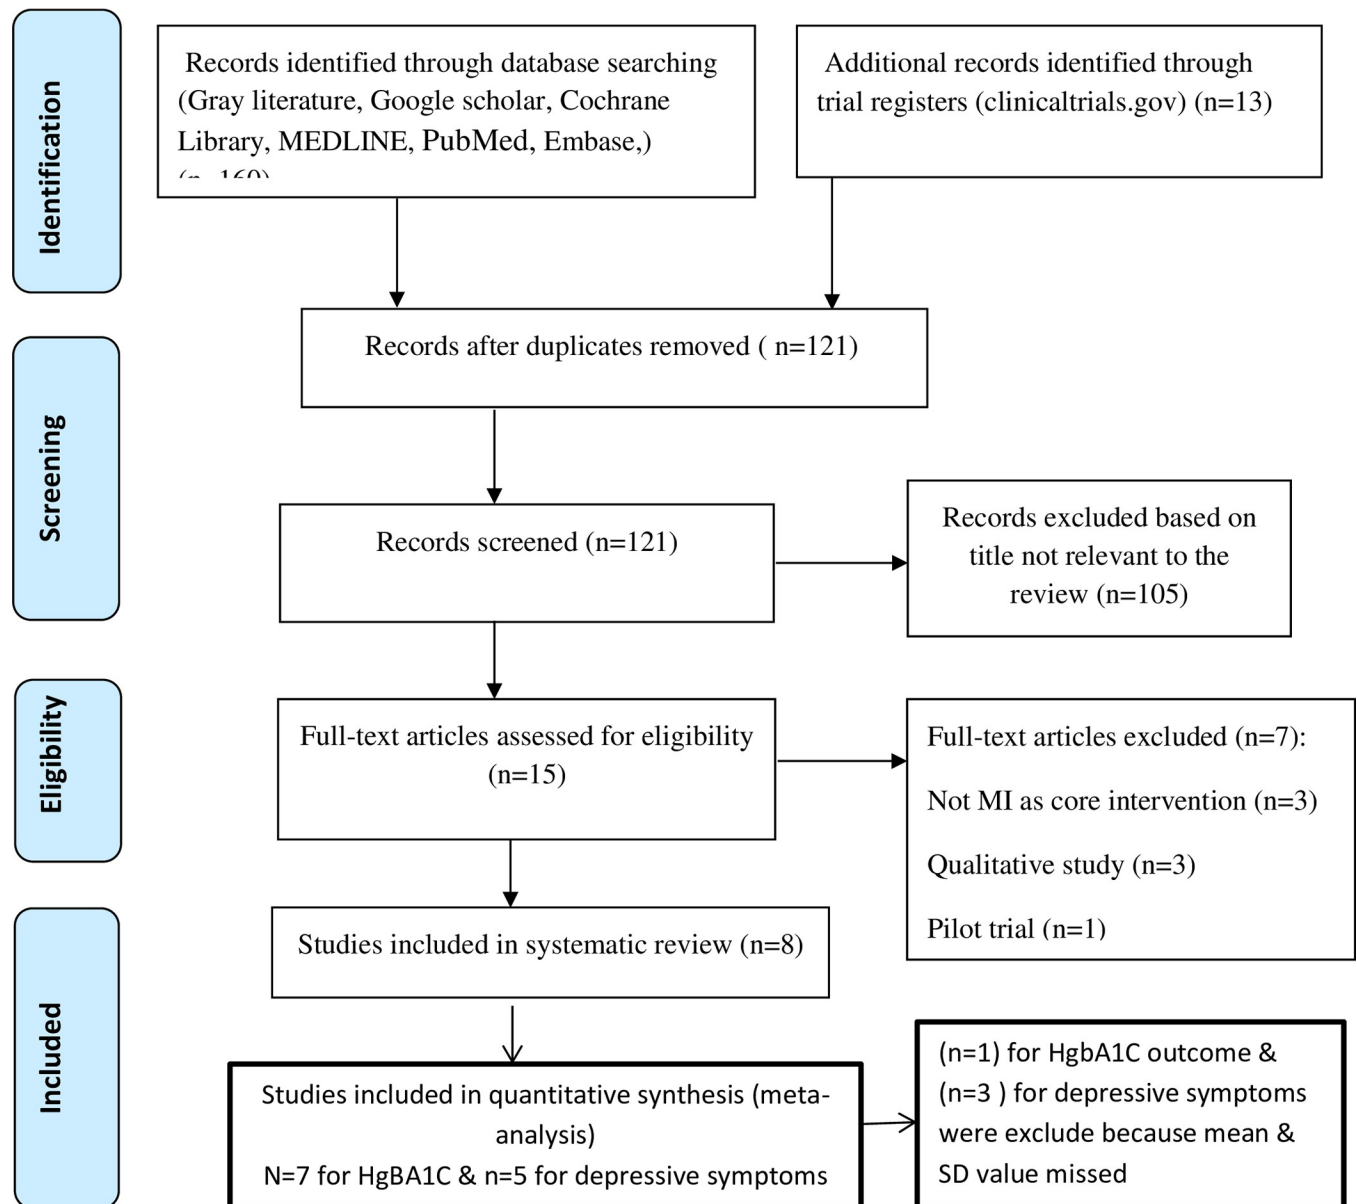 Identification
Records identified through database searching
(Gray literature, Google scholar, Cochrane
Library, MEDLINE, PubMed, Embase,)
Additional records identified through
trial registers (clinicaltrials.gov) (n=13)
Records after duplicates removed ( n=121)
Screening
Records screened (n=121)
Records excluded based on
title not relevant to the
review (n=105)
Eligibility
Full-text articles assessed for eligibility
(n=15)
Full-text articles excluded (n=7):
Not MI as core intervention (n=3)
Qualitative study (n=3)
Pilot trial (n=1)
Included
Studies included in systematic review (n=8)
Studies included in quantitative synthesis (meta-
analysis)
N=7 for HgBA1C & n=5 for depressive symptoms
(n=1) for HgbA1C outcome &
(n=3 ) for depressive symptoms
were exclude because mean &
SD value missed